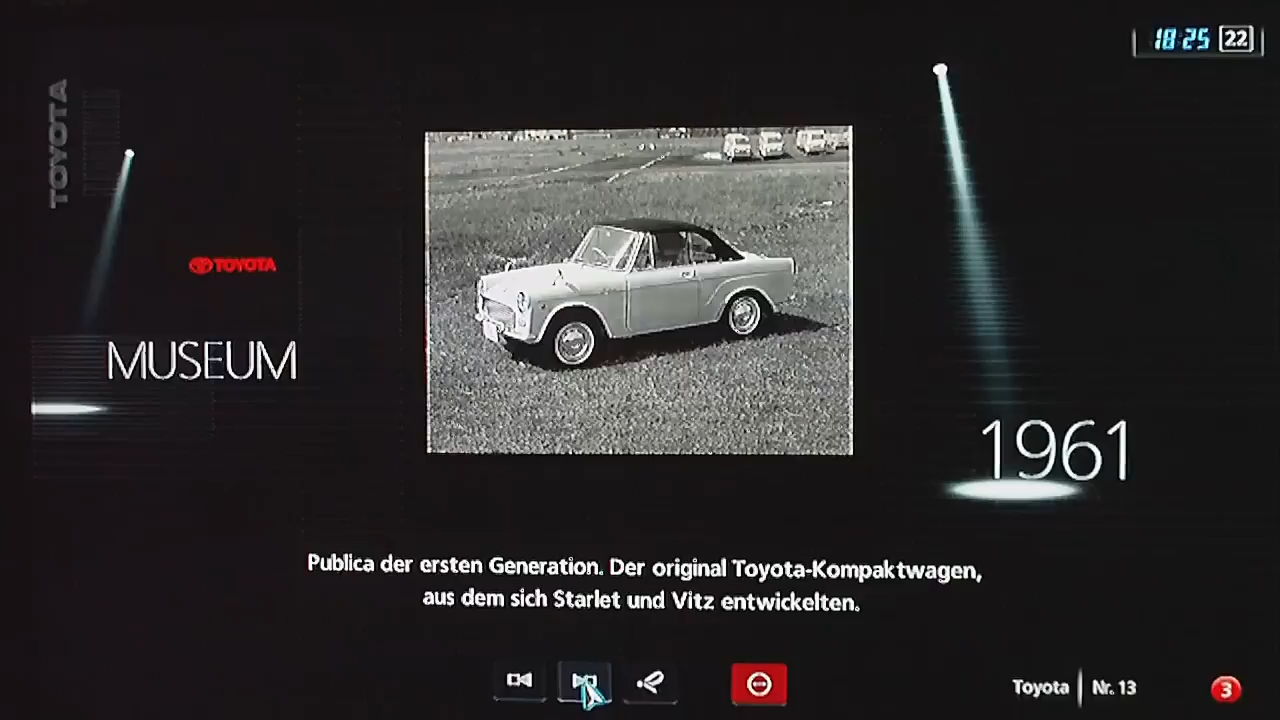 18:25 22
TOYOTA
TOYOTA
MUSEUM
1961
Publica der ersten Generation. Der original Toyota-Kompaktwagen,
aus dem sich Starlet und Vitz entwickelten.
Toyota | Nr. 13
3